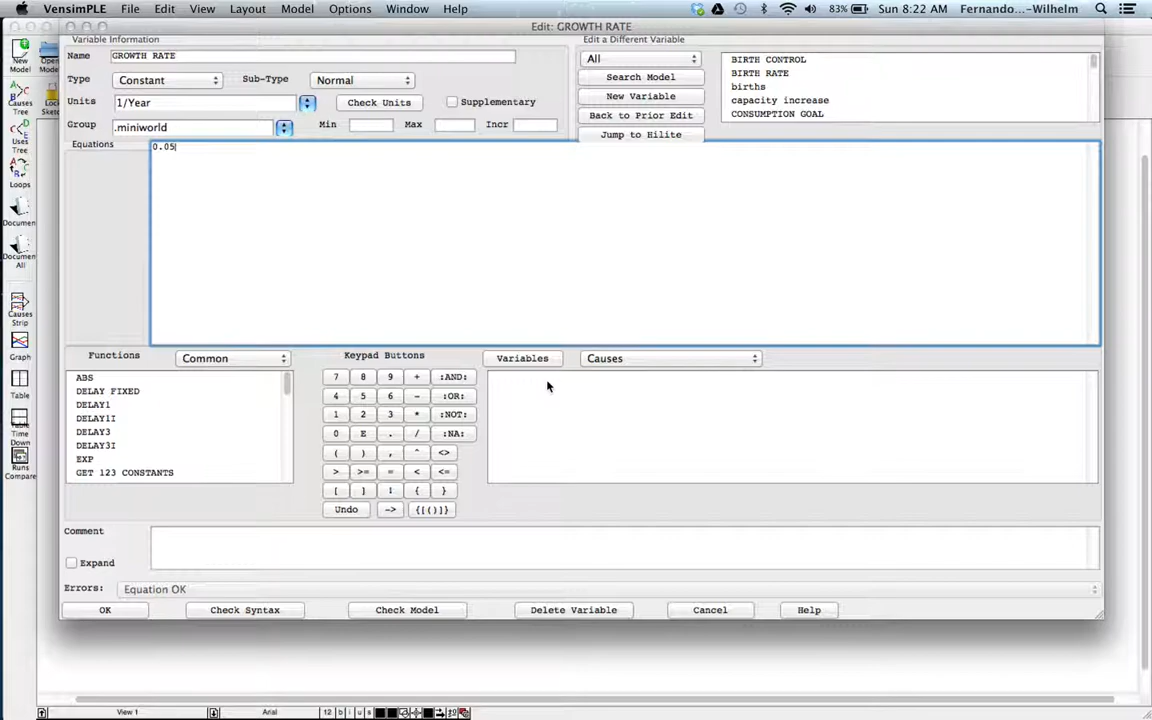 VensimPLE File Edit View Layout Model Options Window Help 83% Sun 8:22 AM Fernando...-Wilhelm
Edit: GROWTH RATE
Variable Information
Edit a Different Variable
Name GROWTH RATE
Type Constant Sub-Type Normal
Units 1/Year Check Units Supplementary
Group .miniworld Min Max Incr
All
Search Model
New Variable
Back to Prior Edit
Jump to Hilite
BIRTH CONTROL
BIRTH RATE
births
capacity increase
CONSUMPTION GOAL
Equations
0.05
New
Model
Open
Mode
Causes
Tree
Loc
Sketc
Uses
Tree
Loops
Documen
Documen
All
Causes
Strip
Graph
Table
Table
Time
Down
Runs
Compare
Functions Common
ABS
DELAY FIXED
DELAY1
DELAY1I
DELAY3
DELAY3I
EXP
GET 123 CONSTANTS
Keypad Buttons
7 8 9 + :AND:
4 5 6 - :OR:
1 2 3 * :NOT:
0 E . / :NA:
( ) , ^ <>
> >= = < <=
[ ] ! { }
Undo -> {[()]}
Variables Causes
Comment
Expand
Errors: Equation OK
OK Check Syntax Check Model Delete Variable Cancel Help
View 1 Arial 12 b i u s